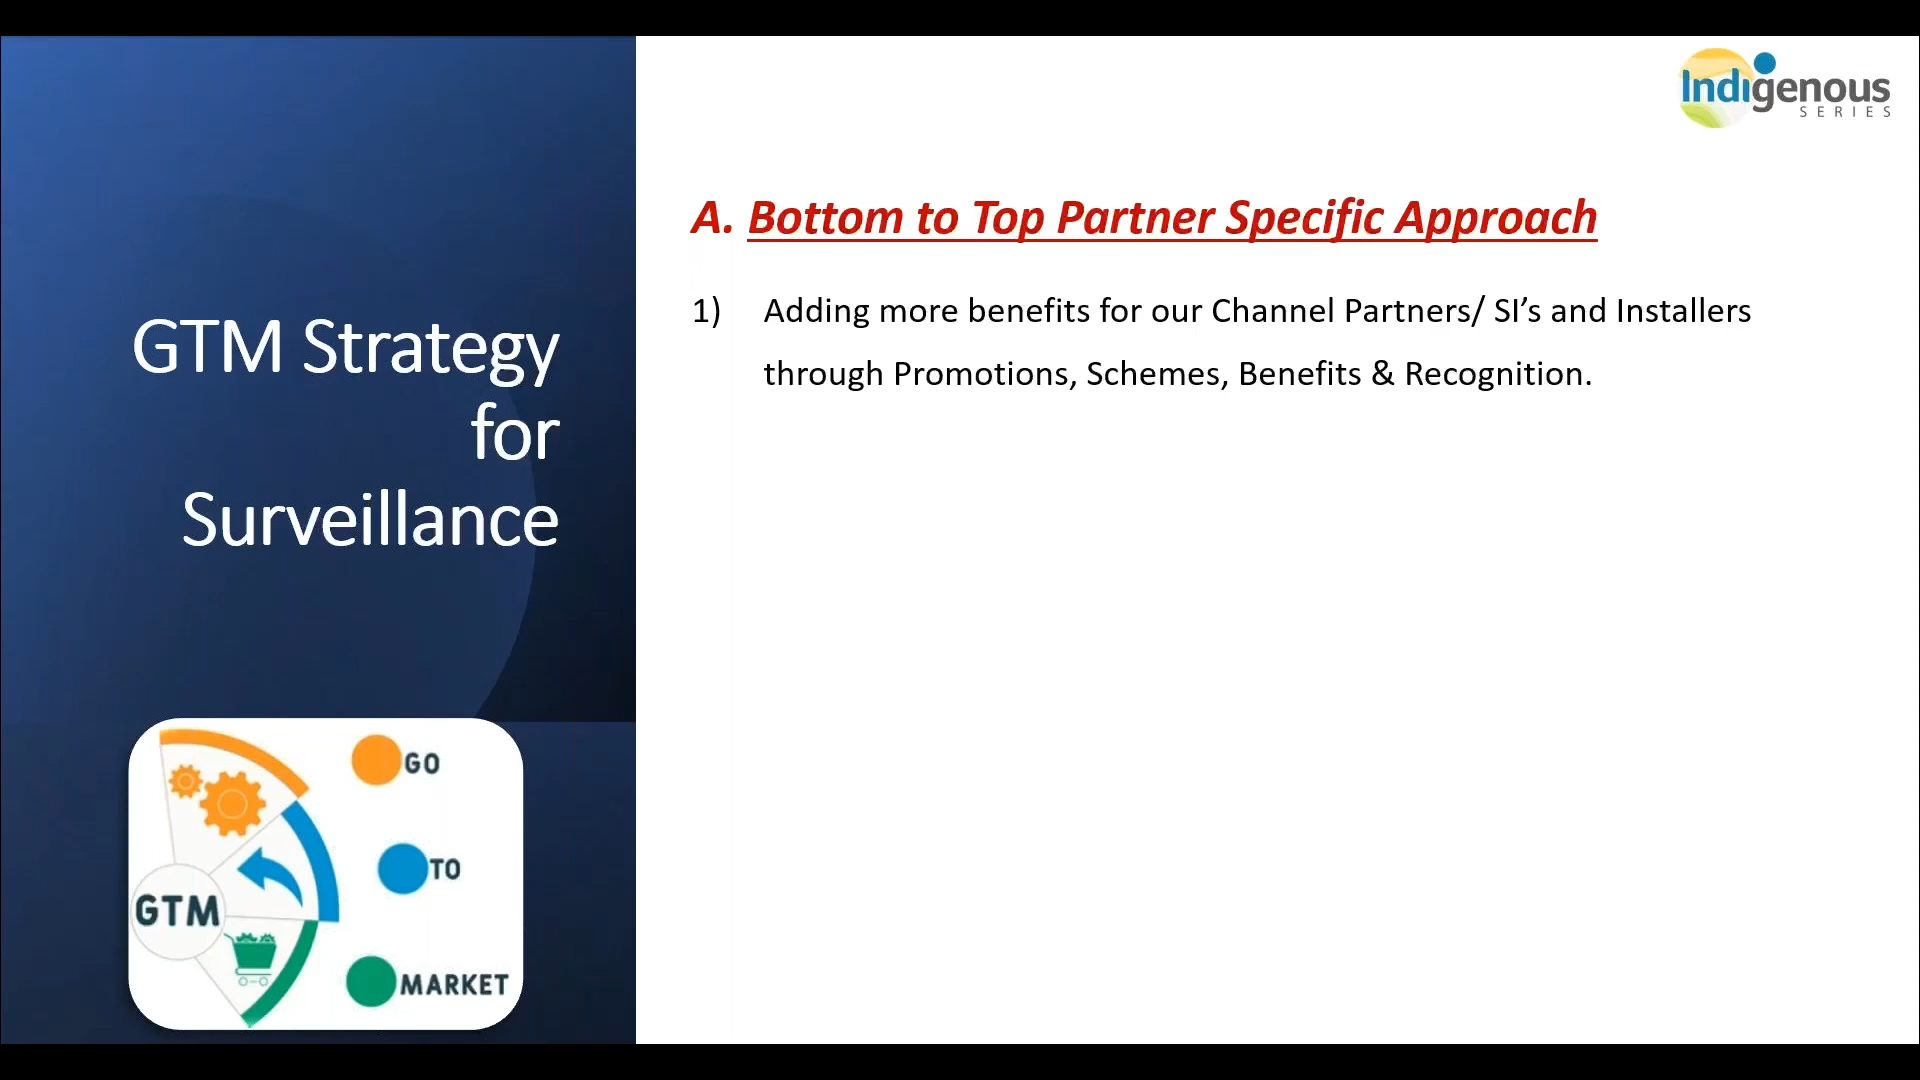 GTM Strategy
for
Surveillance
GTM
GO
TO
MARKET
Indigenous
SERIES
A. Bottom to Top Partner Specific Approach
1) Adding more benefits for our Channel Partners/ SI’s and Installers
through Promotions, Schemes, Benefits & Recognition.